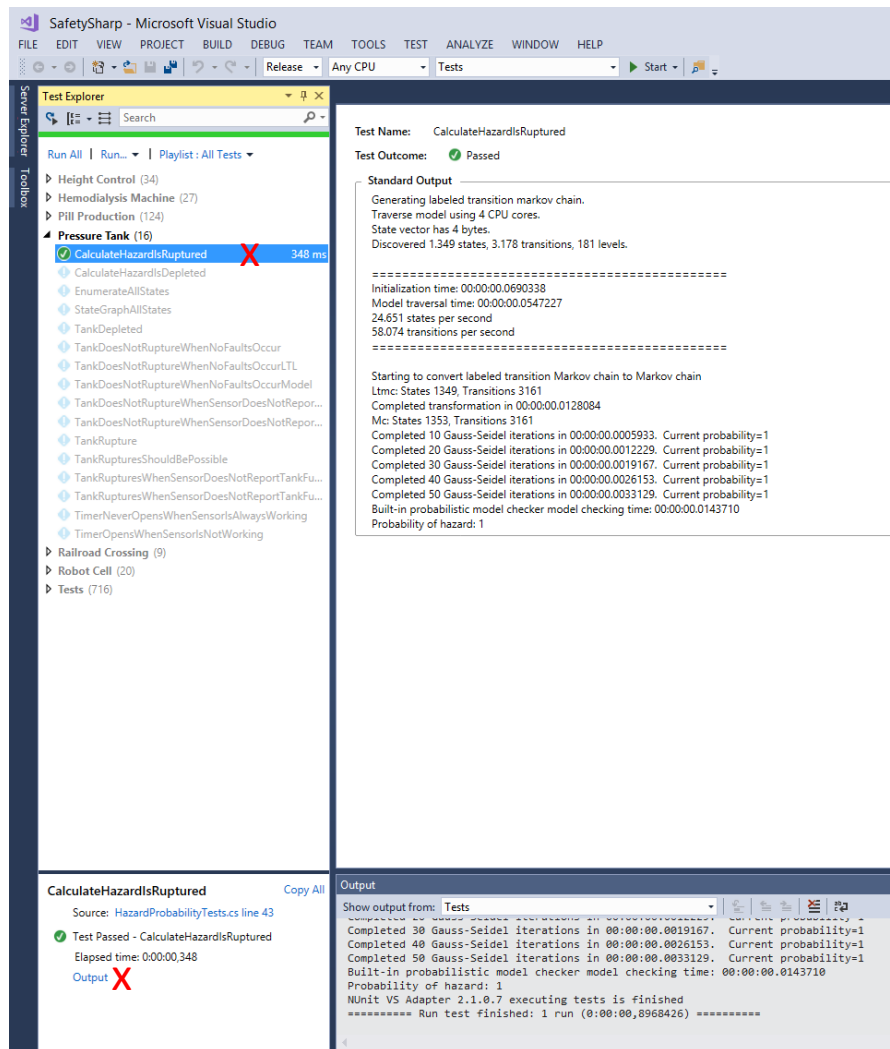 SafetySharp - Microsoft Visual Studio
FILE EDIT VIEW PROJECT BUILD DEBUG TEAM TOOLS TEST ANALYZE WINDOW HELP
Release Any CPU Tests Start
Server Explorer
Toolbox
Test Explorer
Search
Run All | Run... | Playlist : All Tests
Height Control (34)
Hemodialysis Machine (27)
Pill Production (124)
Pressure Tank (16)
CalculateHazardIsRuptured X 348 ms
CalculateHazardIsDepleted
EnumerateAllStates
StateGraphAllStates
TankDepleted
TankDoesNotRuptureWhenNoFaultsOccur
TankDoesNotRuptureWhenNoFaultsOccurLTL
TankDoesNotRuptureWhenNoFaultsOccurModel
TankDoesNotRuptureWhenSensorDoesNotRepor...
TankDoesNotRuptureWhenSensorDoesNotRepor...
TankRupture
TankRupturesShouldBePossible
TankRupturesWhenSensorDoesNotReportTankFu...
TankRupturesWhenSensorDoesNotReportTankFu...
TimerNeverOpensWhenSensorIsAlwaysWorking
TimerOpensWhenSensorIsNotWorking
Railroad Crossing (9)
Robot Cell (20)
Tests (716)
CalculateHazardIsRuptured Copy All
Source: HazardProbabilityTests.cs line 43
Test Passed - CalculateHazardIsRuptured
Elapsed time: 0:00:00,348
Output X
Test Name: CalculateHazardIsRuptured
Test Outcome: Passed
Standard Output
Generating labeled transition markov chain.
Traverse model using 4 CPU cores.
State vector has 4 bytes.
Discovered 1.349 states, 3.178 transitions, 181 levels.
===============================================
Initialization time: 00:00:00.0690338
Model traversal time: 00:00:00.0547227
24.651 states per second
58.074 transitions per second
===============================================
Starting to convert labeled transition Markov chain to Markov chain
Ltmc: States 1349, Transitions 3161
Completed transformation in 00:00:00.0128084
Mc: States 1353, Transitions 3161
Completed 10 Gauss-Seidel iterations in 00:00:00.0005933. Current probability=1
Completed 20 Gauss-Seidel iterations in 00:00:00.0012229. Current probability=1
Completed 30 Gauss-Seidel iterations in 00:00:00.0019167. Current probability=1
Completed 40 Gauss-Seidel iterations in 00:00:00.0026153. Current probability=1
Completed 50 Gauss-Seidel iterations in 00:00:00.0033129. Current probability=1
Built-in probabilistic model checker model checking time: 00:00:00.0143710
Probability of hazard: 1
Output
Show output from: Tests
Completed 20 Gauss-Seidel iterations in 00:00:00.0012229. Current probability=1
Completed 30 Gauss-Seidel iterations in 00:00:00.0019167. Current probability=1
Completed 40 Gauss-Seidel iterations in 00:00:00.0026153. Current probability=1
Completed 50 Gauss-Seidel iterations in 00:00:00.0033129. Current probability=1
Built-in probabilistic model checker model checking time: 00:00:00.0143710
Probability of hazard: 1
NUnit VS Adapter 2.1.0.7 executing tests is finished
========== Run test finished: 1 run (0:00:00,8968426) ==========